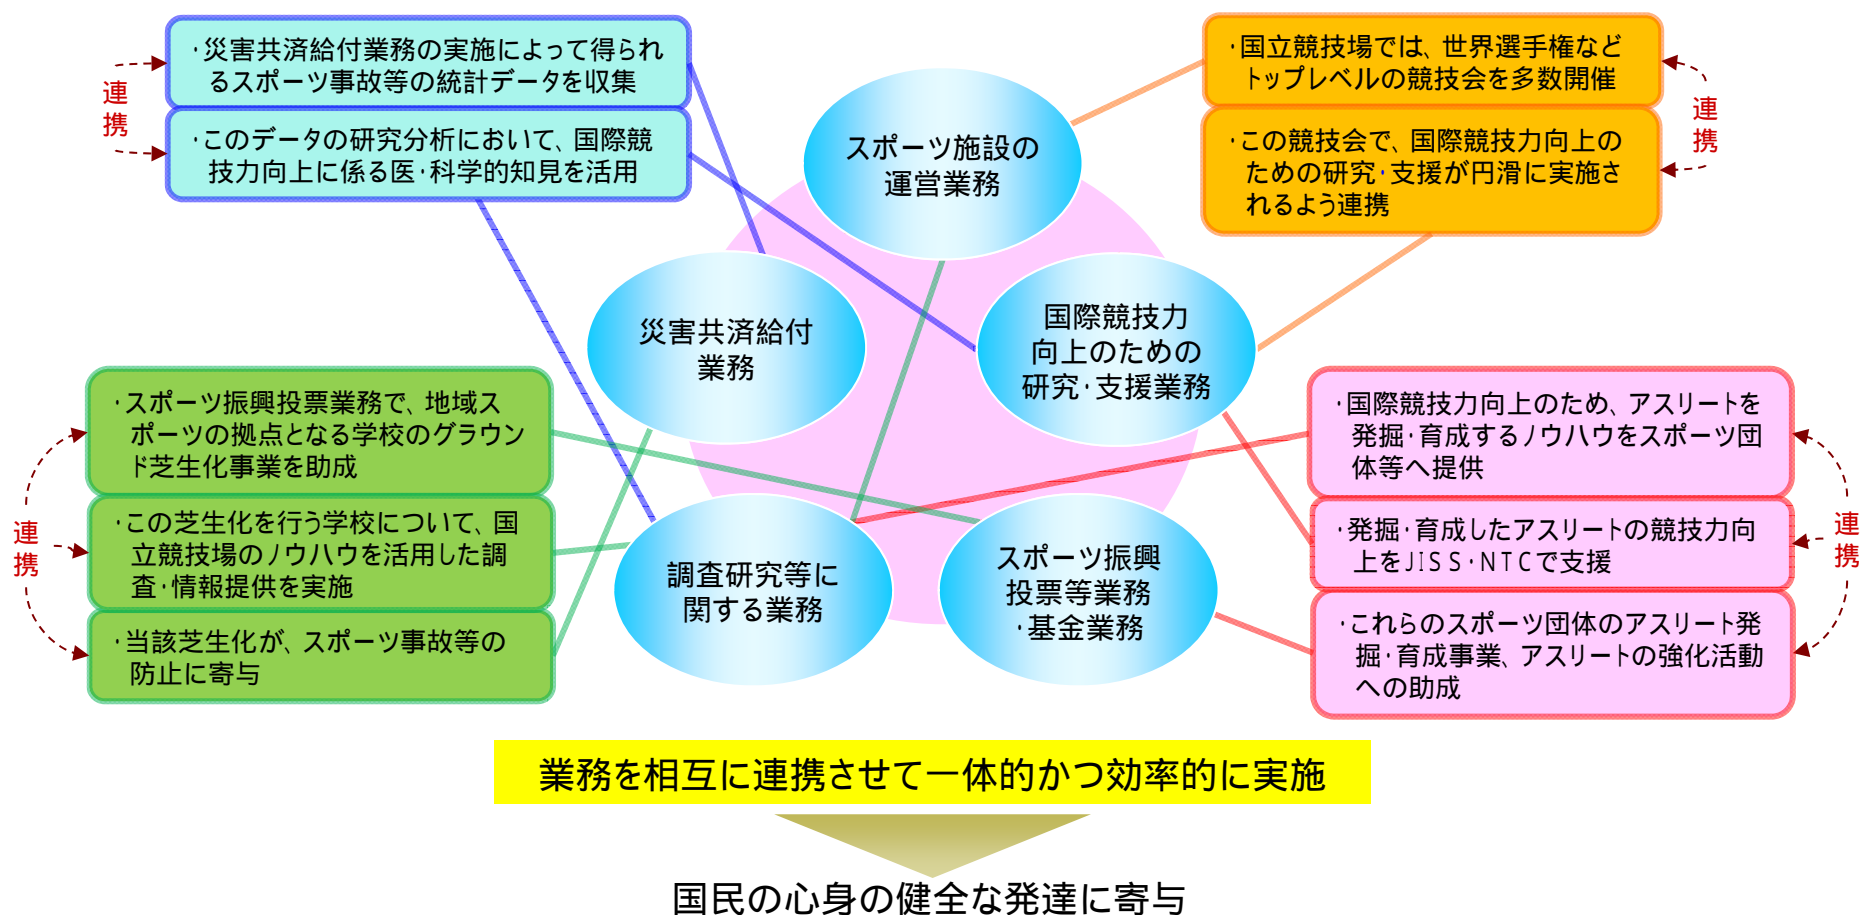 ・災害共済給付業務の実施によって得られ
るスポーツ事故等の統計データを収集
・このデータの研究分析において、国際競
技力向上に係る医・科学的知見を活用
連
携
・国立競技場では、世界選手権など
トップレベルの競技会を多数開催
・この競技会で、国際競技力向上の
ための研究・支援が円滑に実施さ
れるよう連携
連
携
スポーツ施設の
運営業務
災害共済給付
業務
国際競技力
向上のための
研究・支援業務
調査研究等に
関する業務
スポーツ振興
投票等業務
・基金業務
・スポーツ振興投票業務で、地域ス
ポーツの拠点となる学校のグラウン
ド芝生化事業を助成
・この芝生化を行う学校について、国
立競技場のノウハウを活用した調
査・情報提供を実施
・当該芝生化が、スポーツ事故等の
防止に寄与
連
携
・国際競技力向上のため、アスリートを
発掘・育成するノウハウをスポーツ団
体等へ提供
・発掘・育成したアスリートの競技力向
上をJISS・NTCで支援
・これらのスポーツ団体のアスリート発
掘・育成事業、アスリートの強化活動
への助成
連
携
業務を相互に連携させて一体的かつ効率的に実施
国民の心身の健全な発達に寄与